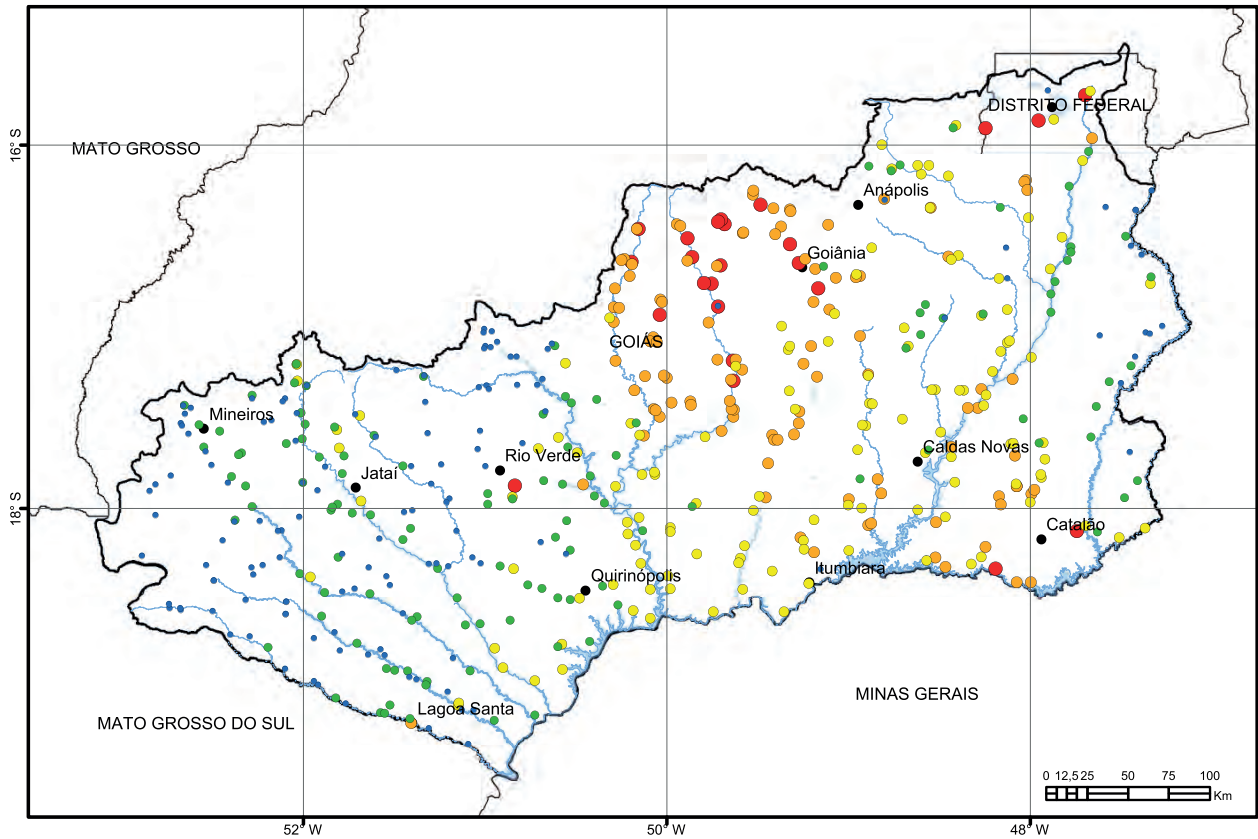 DISTRITO FEDERAL
16° S
MATO GROSSO
Anápolis
Goiânia
GOIÁS
Mineiros
Rio Verde
Caldas Novas
Jataí
18° S
Catalão
Itumbiara
Quirinópolis
MINAS GERAIS
Lagoa Santa
MATO GROSSO DO SUL
0 12,5 25 50 75 100
Km
52° W 50° W 48° W